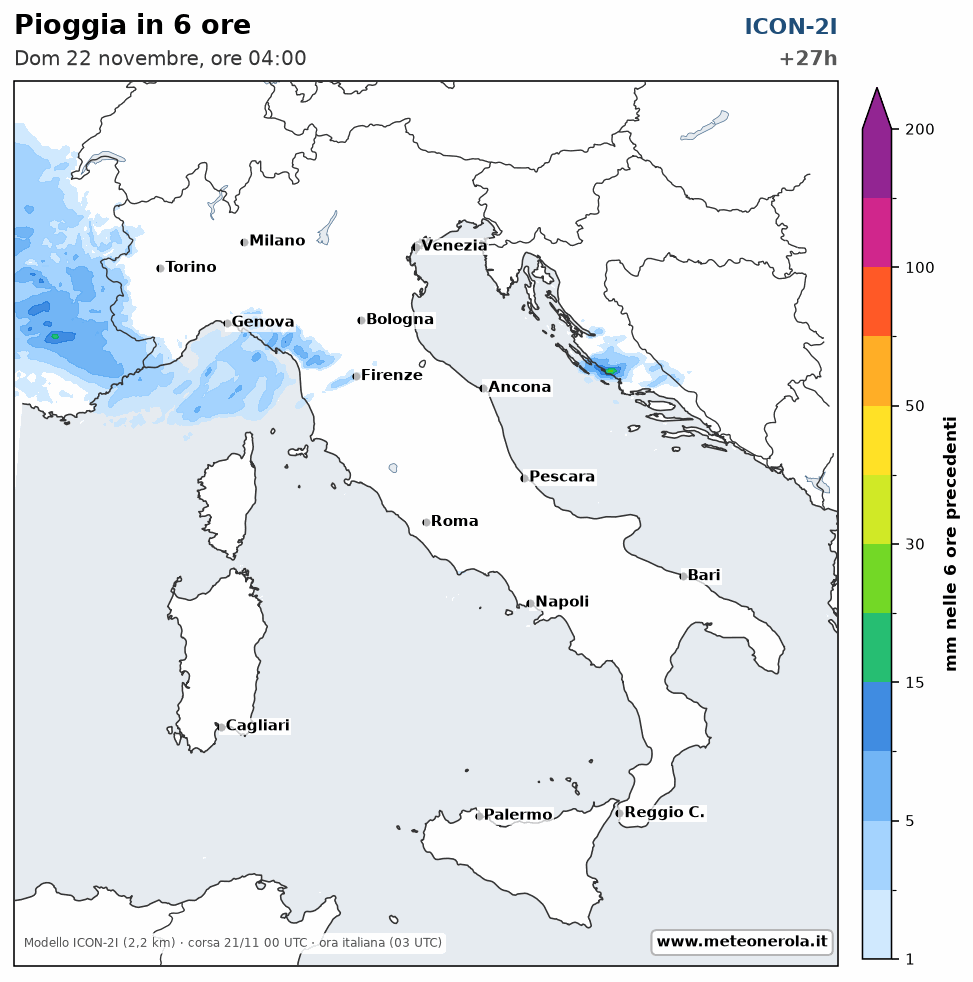 Pioggia in 6 ore
ICON-2I
Dom 22 novembre, ore 04:00
+27h
200
Milano
Venezia
Torino
100
Genova
Bologna
Firenze
Ancona
50
Pescara
Roma
30
Bari
Napoli
15
Cagliari
Palermo
Reggio C.
5
1
mm nelle 6 ore precedenti
Modello ICON-2I (2,2 km) · corsa 21/11 00 UTC · ora italiana (03 UTC)
www.meteonerola.it